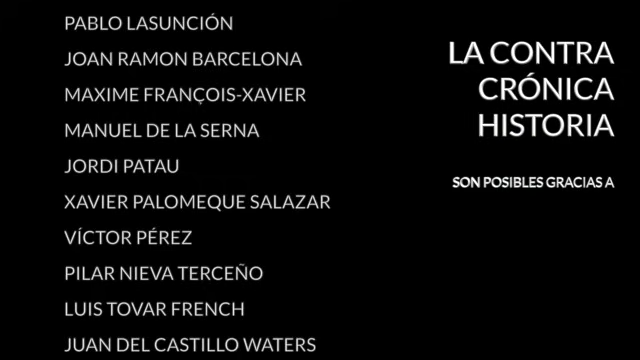 PABLO LASUNCIÓN
JOAN RAMON BARCELONA
MAXIME FRANÇOIS-XAVIER
MANUEL DE LA SERNA
JORDI PATAU
XAVIER PALOMEQUE SALAZAR
VÍCTOR PÉREZ
PILAR NIEVA TERCEÑO
LUIS TOVAR FRENCH
JUAN DEL CASTILLO WATERS
LA CONTRA
CRÓNICA
HISTORIA
SON POSIBLES GRACIAS A